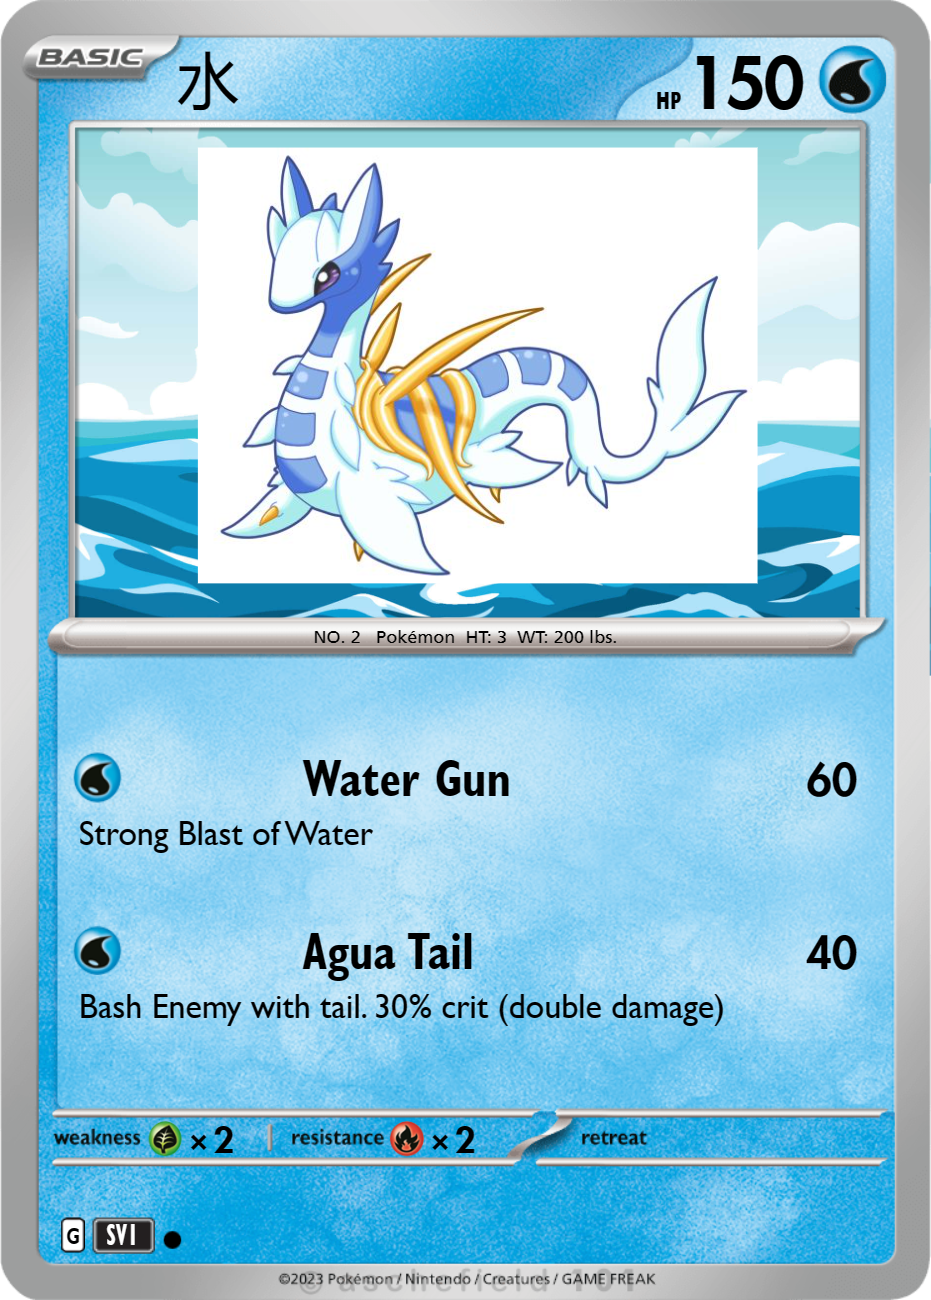 BASIC 水 HP 150
NO. 2 Pokémon HT: 3 WT: 200 lbs.
Water Gun 60
Strong Blast of Water
Agua Tail 40
Bash Enemy with tail. 30% crit (double damage)
weakness × 2 resistance × 2 retreat
G SVI
©2023 Pokémon / Nintendo / Creatures / GAME FREAK